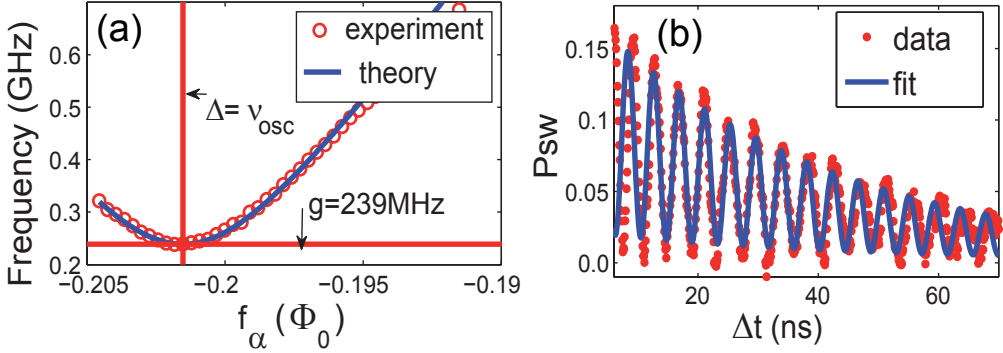 (a)
experiment
theory
Δ= ν_osc
g=239MHz
Frequency (GHz)
0.6
0.5
0.4
0.3
0.2
−0.205
−0.2
−0.195
−0.19
f_α (Φ_0)
(b)
data
fit
Psw
0.15
0.1
0.05
0.0
20
40
60
Δt (ns)